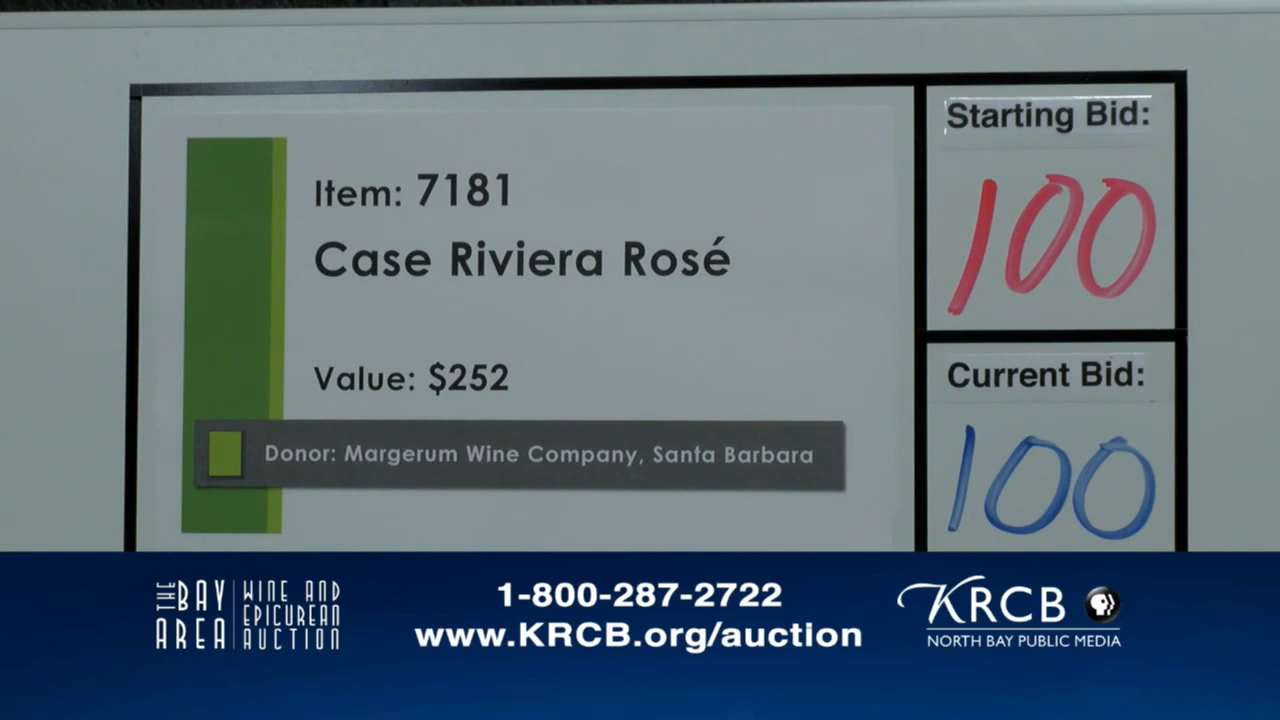 Item: 7181
Case Riviera Rosé
Value: $252
Donor: Margerum Wine Company, Santa Barbara
Starting Bid:
100
Current Bid:
100
THE BAY AREA
WINE AND
EPICUREAN
AUCTION
1-800-287-2722
www.KRCB.org/auction
KRCB
NORTH BAY PUBLIC MEDIA